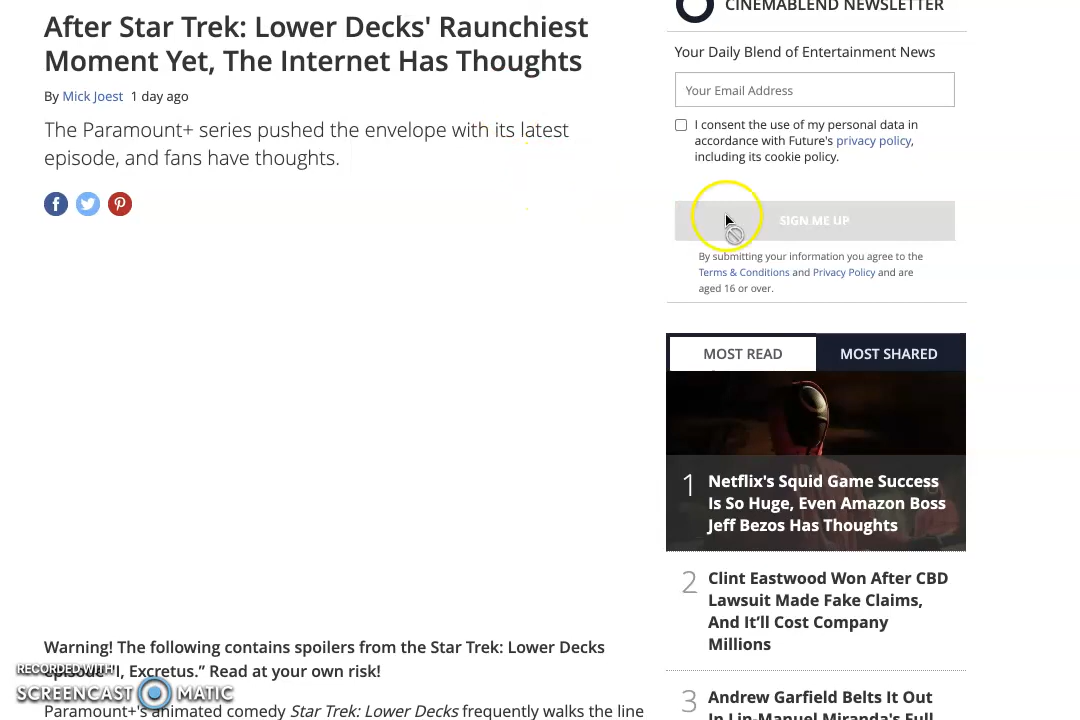 After Star Trek: Lower Decks' Raunchiest
Moment Yet, The Internet Has Thoughts
By Mick Joest 1 day ago
The Paramount+ series pushed the envelope with its latest
episode, and fans have thoughts.
Warning! The following contains spoilers from the Star Trek: Lower Decks
episode "I, Excretus." Read at your own risk!
Paramount+'s animated comedy Star Trek: Lower Decks frequently walks the line
RECORDED WITH
SCREENCAST MATIC
CINEMABLEND NEWSLETTER
Your Daily Blend of Entertainment News
Your Email Address
I consent the use of my personal data in
accordance with Future's privacy policy,
including its cookie policy.
SIGN ME UP
By submitting your information you agree to the
Terms & Conditions and Privacy Policy and are
aged 16 or over.
MOST READ
MOST SHARED
1
Netflix's Squid Game Success
Is So Huge, Even Amazon Boss
Jeff Bezos Has Thoughts
2
Clint Eastwood Won After CBD
Lawsuit Made Fake Claims,
And It'll Cost Company
Millions
3
Andrew Garfield Belts It Out
In Lin-Manuel Miranda's Full